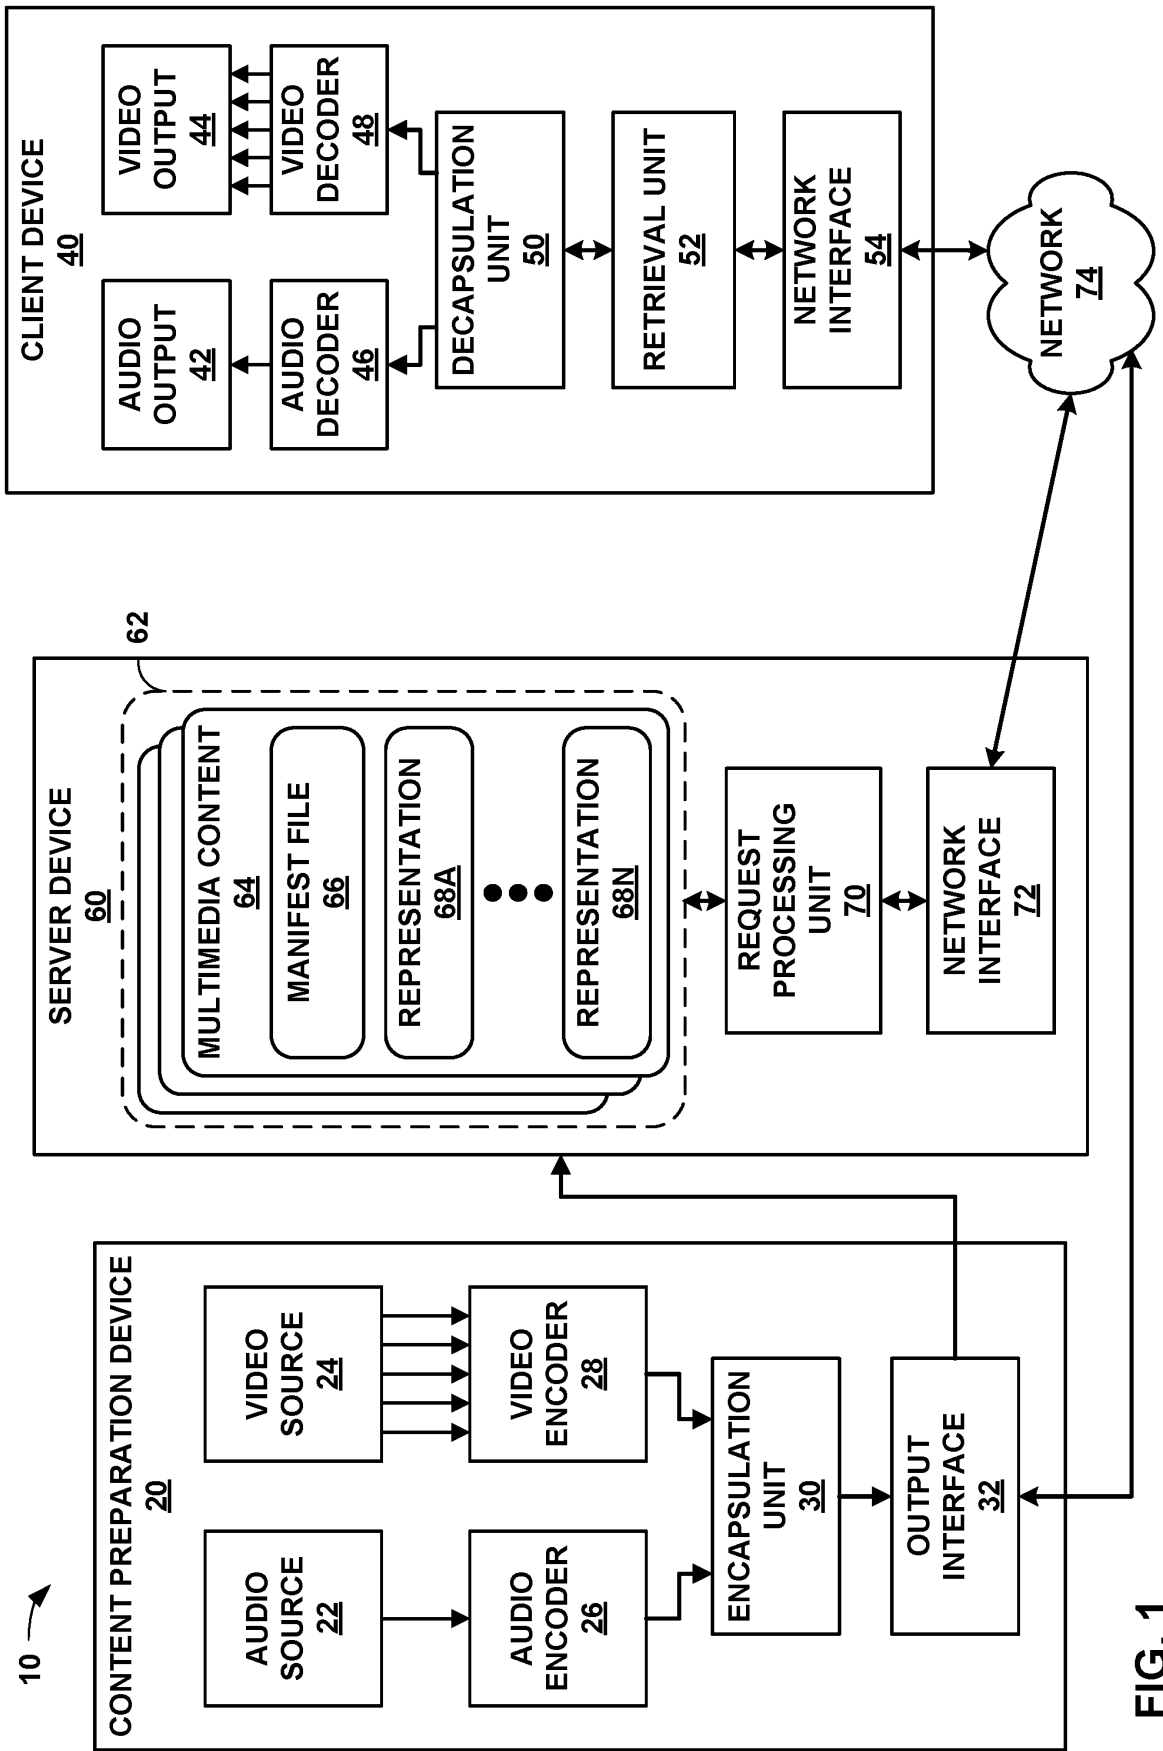 10
CONTENT PREPARATION DEVICE
20
AUDIO
SOURCE
22
VIDEO
SOURCE
24
AUDIO
ENCODER
26
VIDEO
ENCODER
28
ENCAPSULATION
UNIT
30
OUTPUT
INTERFACE
32
SERVER DEVICE
60
62
MULTIMEDIA CONTENT
64
MANIFEST FILE
66
REPRESENTATION
68A
REPRESENTATION
68N
REQUEST
PROCESSING
UNIT
70
NETWORK
INTERFACE
72
CLIENT DEVICE
40
AUDIO
OUTPUT
42
VIDEO
OUTPUT
44
AUDIO
DECODER
46
VIDEO
DECODER
48
DECAPSULATION
UNIT
50
RETRIEVAL UNIT
52
NETWORK
INTERFACE
54
NETWORK
74
FIG. 1